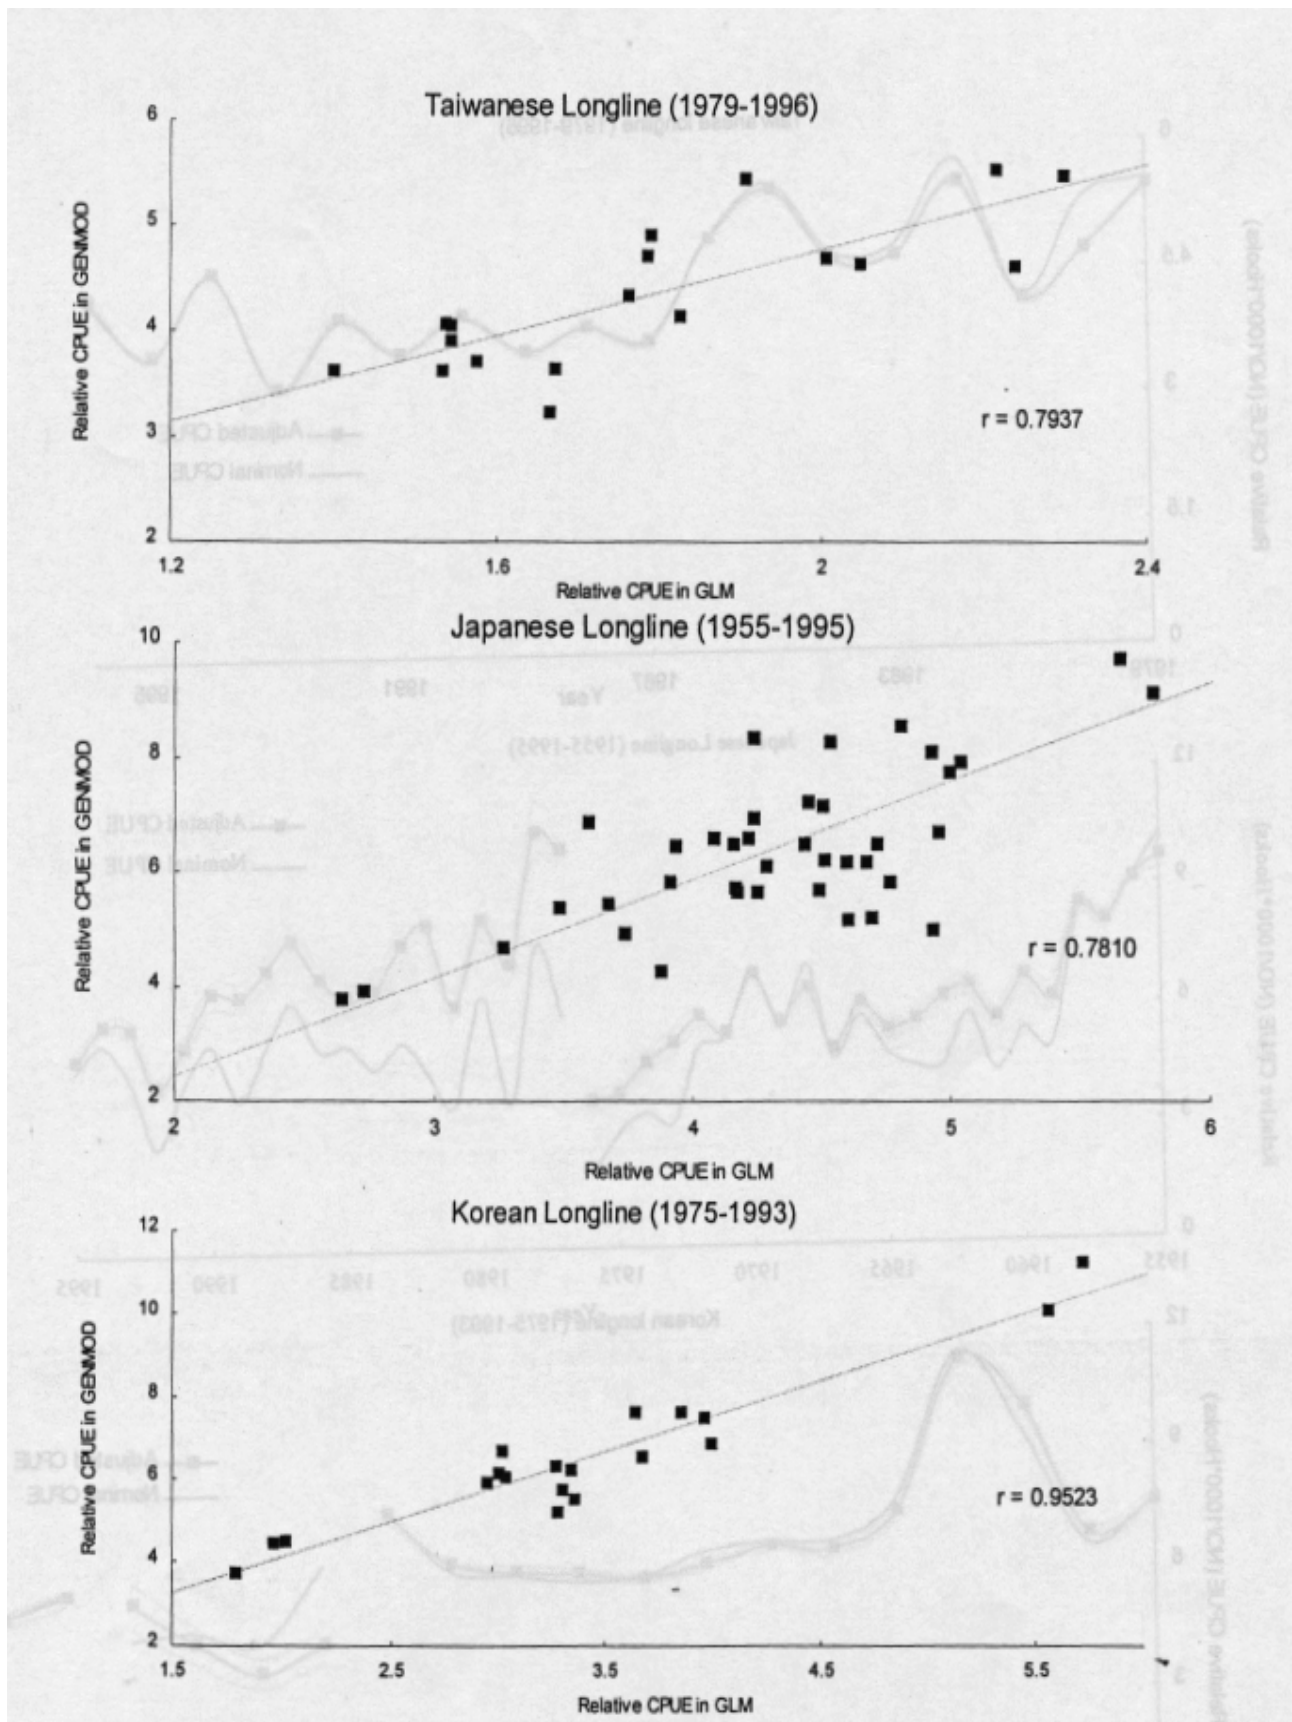 Taiwanese Longline (1979-1996)
6
5
4
3
2
Relative CPUE in GENMOD
r = 0.7937
1.2 1.6 2 2.4
Relative CPUE in GLM
Japanese Longline (1955-1995)
10
8
6
4
2
Relative CPUE in GENMOD
r = 0.7810
2 3 4 5 6
Relative CPUE in GLM
Korean Longline (1975-1993)
12
10
8
6
4
2
Relative CPUE in GENMOD
r = 0.9523
1.5 2.5 3.5 4.5 5.5
Relative CPUE in GLM